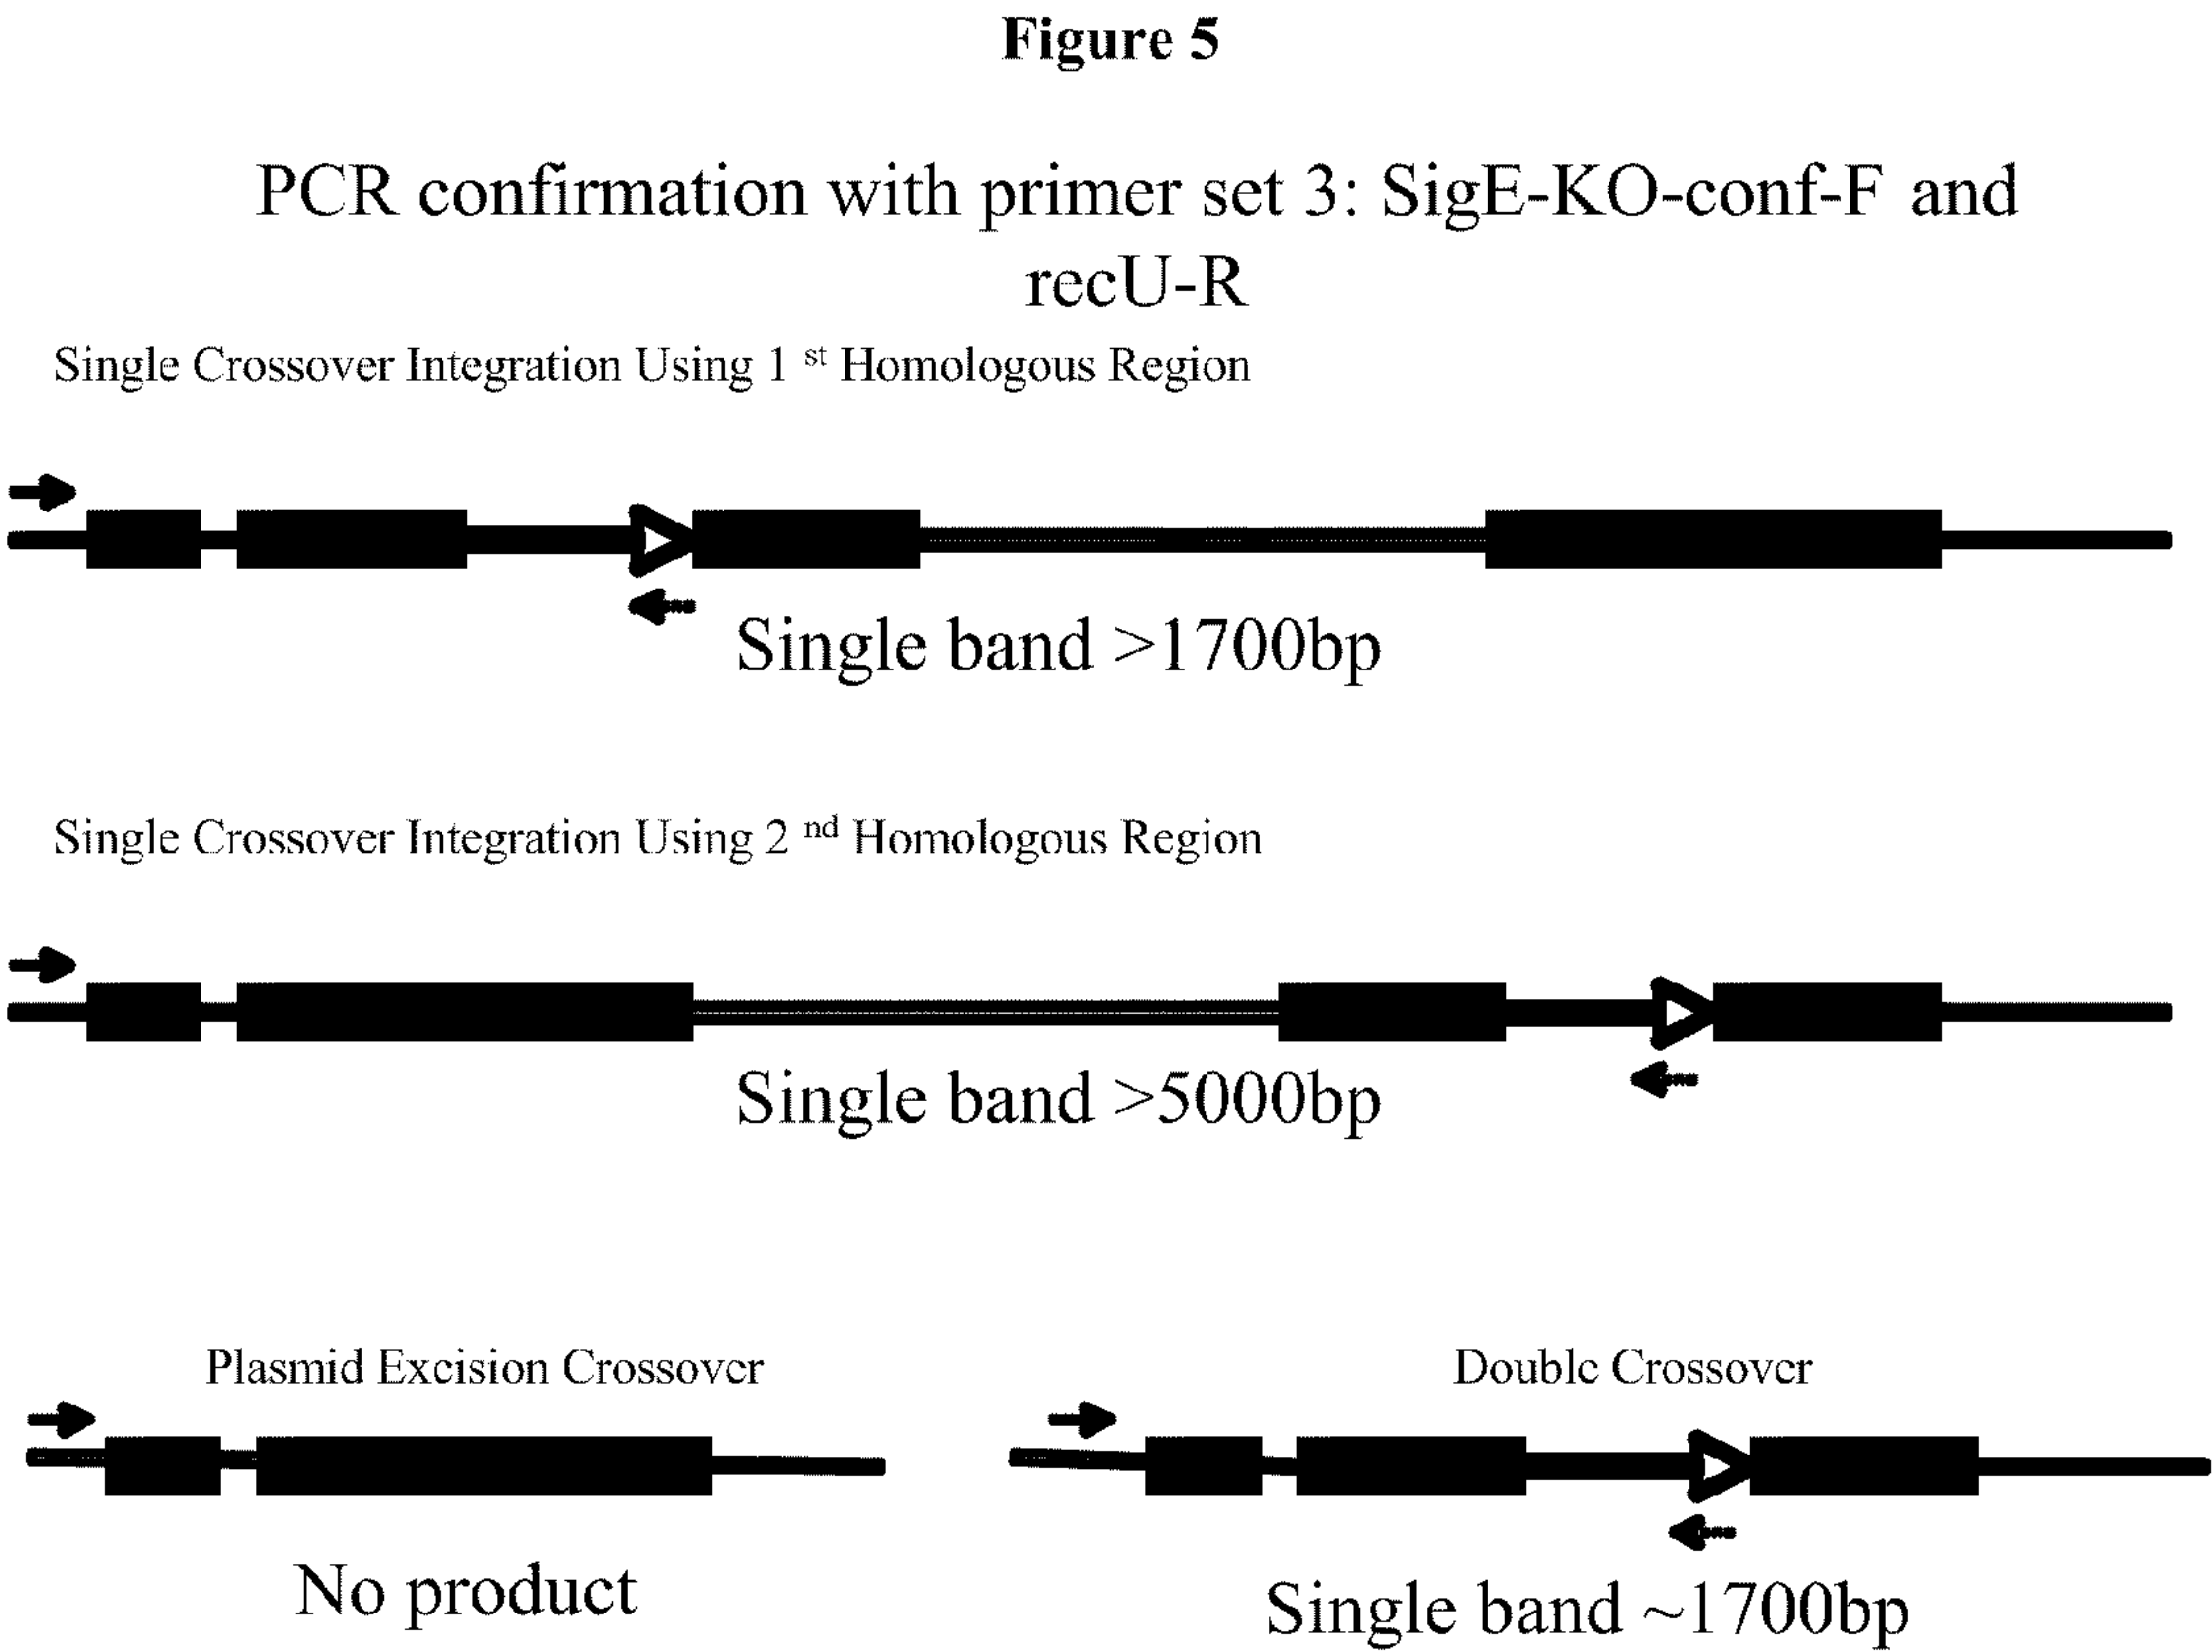 Figure 5
PCR confirmation with primer set 3: SigE-KO-conf-F and
recU-R
Single Crossover Integration Using 1 st Homologous Region
Single band >1700bp
Single Crossover Integration Using 2 nd Homologous Region
Single band >5000bp
Plasmid Excision Crossover
Double Crossover
No product
Single band ~1700bp